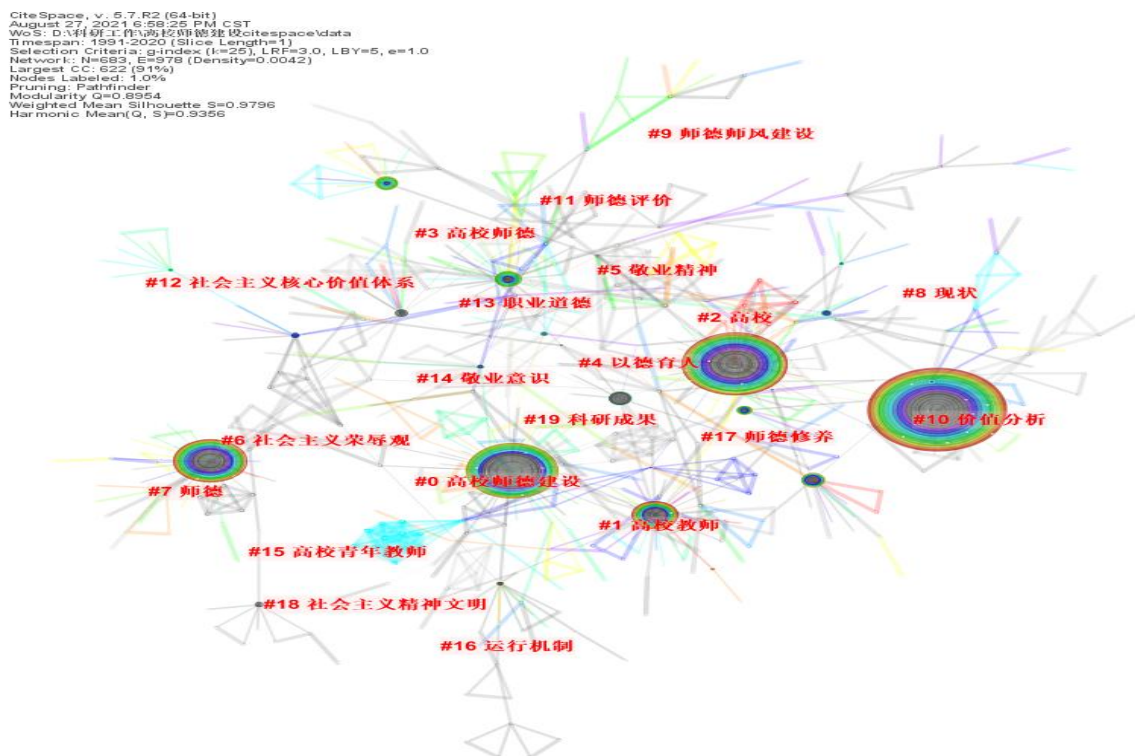 CiteSpace, v. 5.7.R2 (64-bit)
August 27, 2021 6:58:25 PM CST
WoS: D:\科研工作\高校师德建设citespace\data
Timespan: 1991-2020 (Slice Length=1)
Selection Criteria: g-index (k=25), LRF=3.0, LBY=5, e=1.0
Network: N=683, E=978 (Density=0.0042)
Largest CC: 622 (91%)
Nodes Labeled: 1.0%
Pruning: Pathfinder
Modularity Q=0.8954
Weighted Mean Silhouette S=0.9796
Harmonic Mean(Q, S)=0.9356
#9 师德师风建设
#11 师德评价
#3 高校师德
#5 敬业精神
#12 社会主义核心价值体系
#13 职业道德
#8 现状
#2 高校
#4 以德育人
#14 敬业意识
#19 科研成果
#10 价值分析
#17 师德修养
#6 社会主义荣辱观
#0 高校师德建设
#7 师德
#1 高校教师
#15 高校青年教师
#18 社会主义精神文明
#16 运行机制